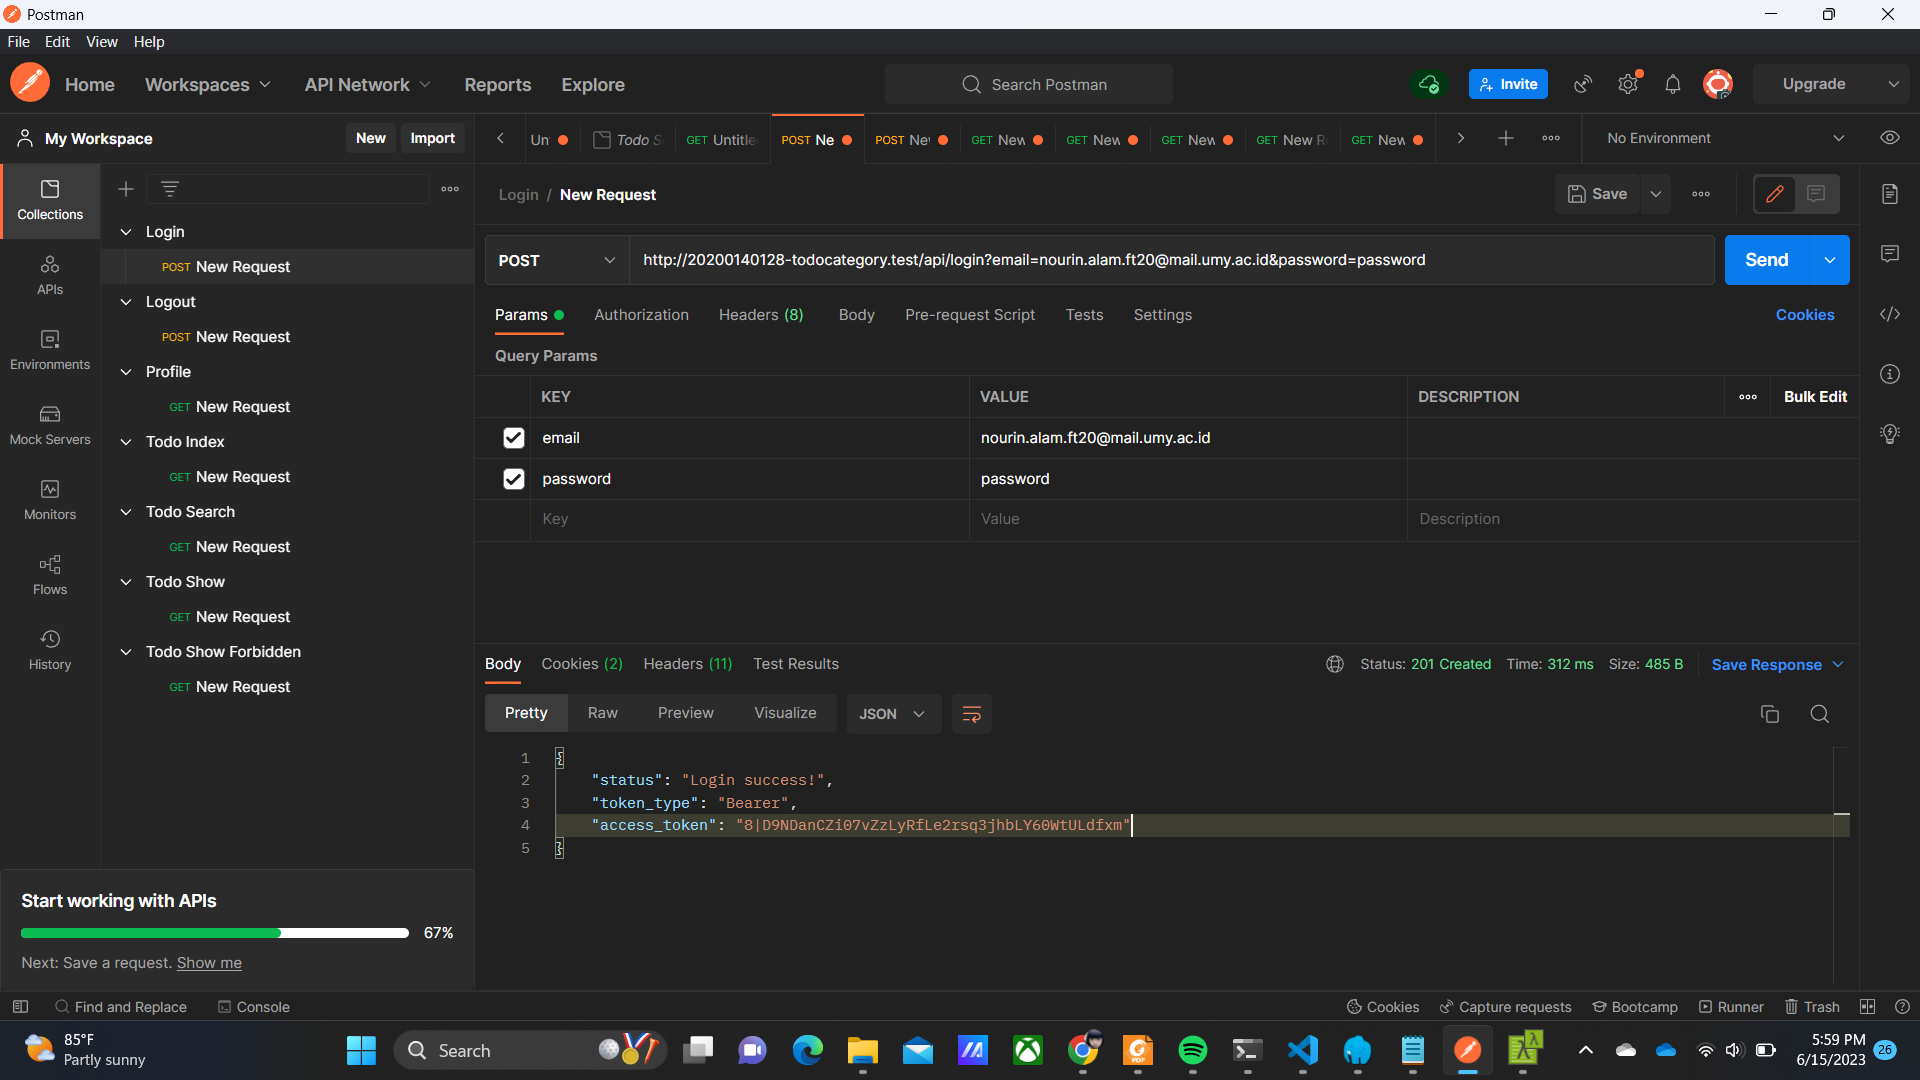 Postman
File Edit View Help
Home Workspaces API Network Reports Explore
Search Postman
Invite
Upgrade
My Workspace
New Import
Un
Todo S
GET Untitle
POST Ne
POST Ne
GET New
GET New
GET New
GET New R
GET New
No Environment
Collections
APIs
Environments
Mock Servers
Monitors
Flows
History
Login
POST New Request
Logout
POST New Request
Profile
GET New Request
Todo Index
GET New Request
Todo Search
GET New Request
Todo Show
GET New Request
Todo Show Forbidden
GET New Request
Start working with APIs
67%
Next: Save a request. Show me
Login / New Request
Save
POST http://20200140128-todocategory.test/api/login?email=nourin.alam.ft20@mail.umy.ac.id&password=password
Send
Params Authorization Headers (8) Body Pre-request Script Tests Settings Cookies
Query Params
KEY VALUE DESCRIPTION Bulk Edit
email nourin.alam.ft20@mail.umy.ac.id
password password
Key Value Description
Body Cookies (2) Headers (11) Test Results
Status: 201 Created Time: 312 ms Size: 485 B Save Response
Pretty Raw Preview Visualize JSON
1 {
2 "status": "Login success!",
3 "token_type": "Bearer",
4 "access_token": "8|D9NDanCZi07vZzLyRfLe2rsq3jhbLY60WtULdfxm"
5 }
Find and Replace Console
Cookies Capture requests Bootcamp Runner Trash
85°F
Partly sunny
Search
PDF
5:59 PM
6/15/2023
26